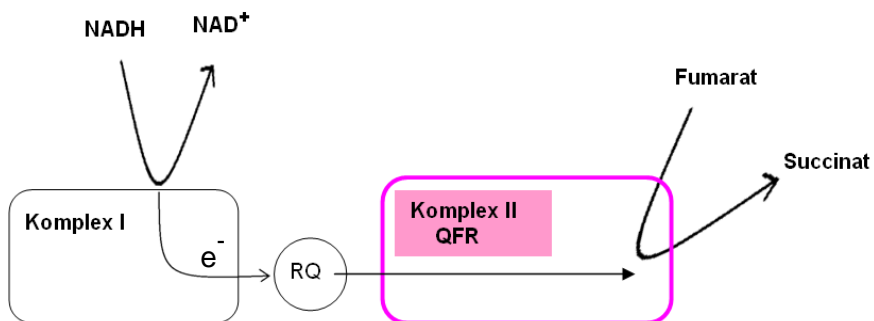 NADH NAD⁺
Fumarat
Succinat
Komplex I
Komplex II
QFR
e⁻
RQ